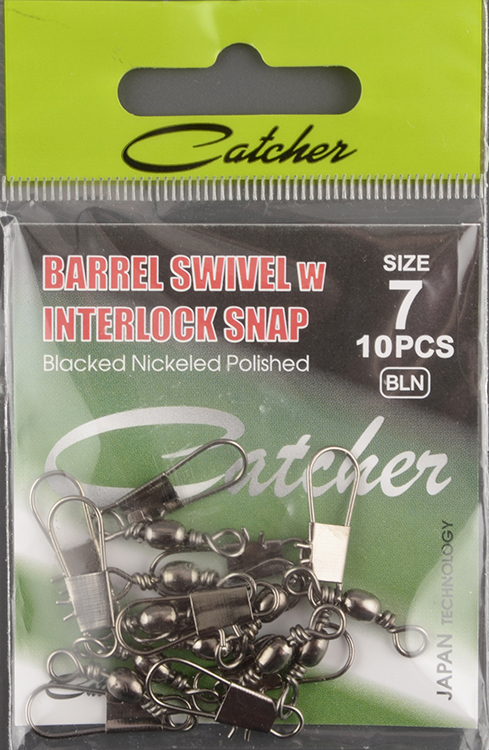 Catcher
BARREL SWIVEL w
INTERLOCK SNAP
Blacked Nickeled Polished
SIZE
7
10PCS
BLN
Catcher
JAPAN TECHNOLOGY